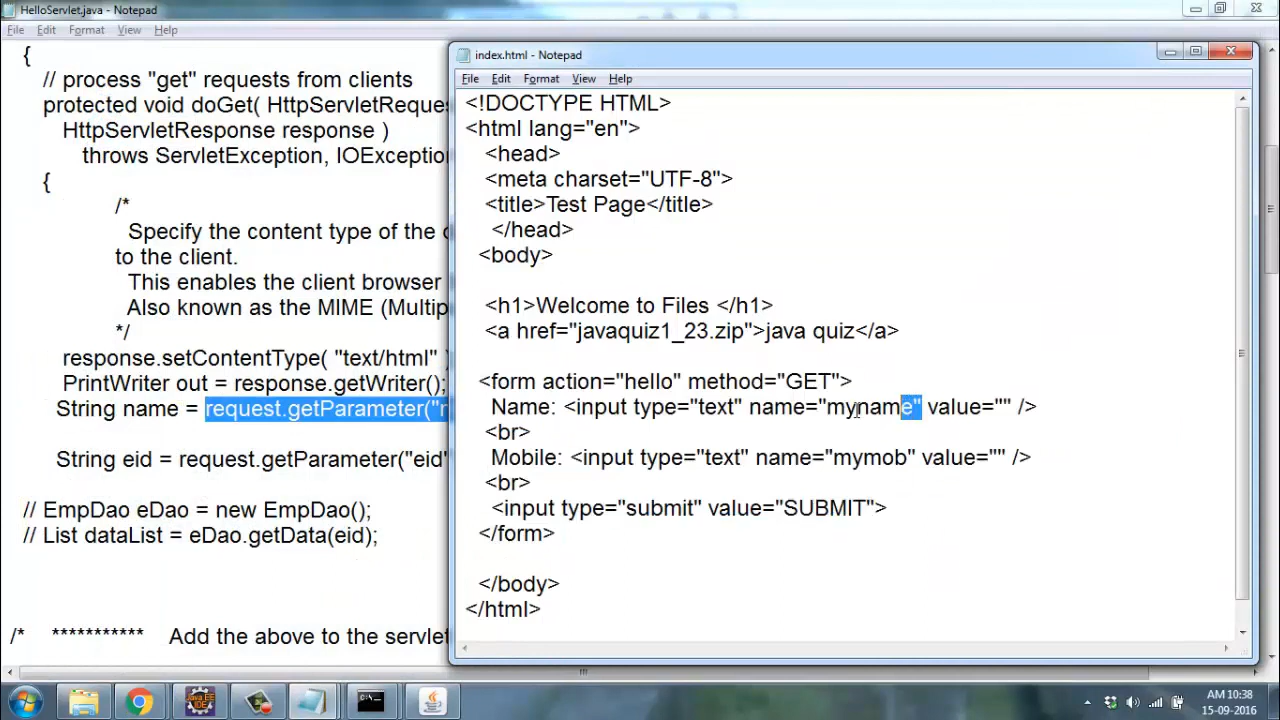 HelloServlet.java - Notepad
File Edit Format View Help
{
// process "get" requests from clients
protected void doGet( HttpServletReque
HttpServletResponse response )
throws ServletException, IOException
{
/*
Specify the content type of the
to the client.
This enables the client browser
Also known as the MIME (Multip
*/
response.setContentType( "text/html" )
PrintWriter out = response.getWriter();
String name = request.getParameter("
String eid = request.getParameter("eid"
// EmpDao eDao = new EmpDao();
// List dataList = eDao.getData(eid);
/* *********** Add the above to the servlet
index.html - Notepad
File Edit Format View Help
<!DOCTYPE HTML>
<html lang="en">
<head>
<meta charset="UTF-8">
<title>Test Page</title>
</head>
<body>
<h1>Welcome to Files </h1>
<a href="javaquiz1_23.zip">java quiz</a>
<form action="hello" method="GET">
Name: <input type="text" name="myname" value="" />
<br>
Mobile: <input type="text" name="mymob" value="" />
<br>
<input type="submit" value="SUBMIT">
</form>
</body>
</html>
Java EE
IDE
AM 10:38
15-09-2016